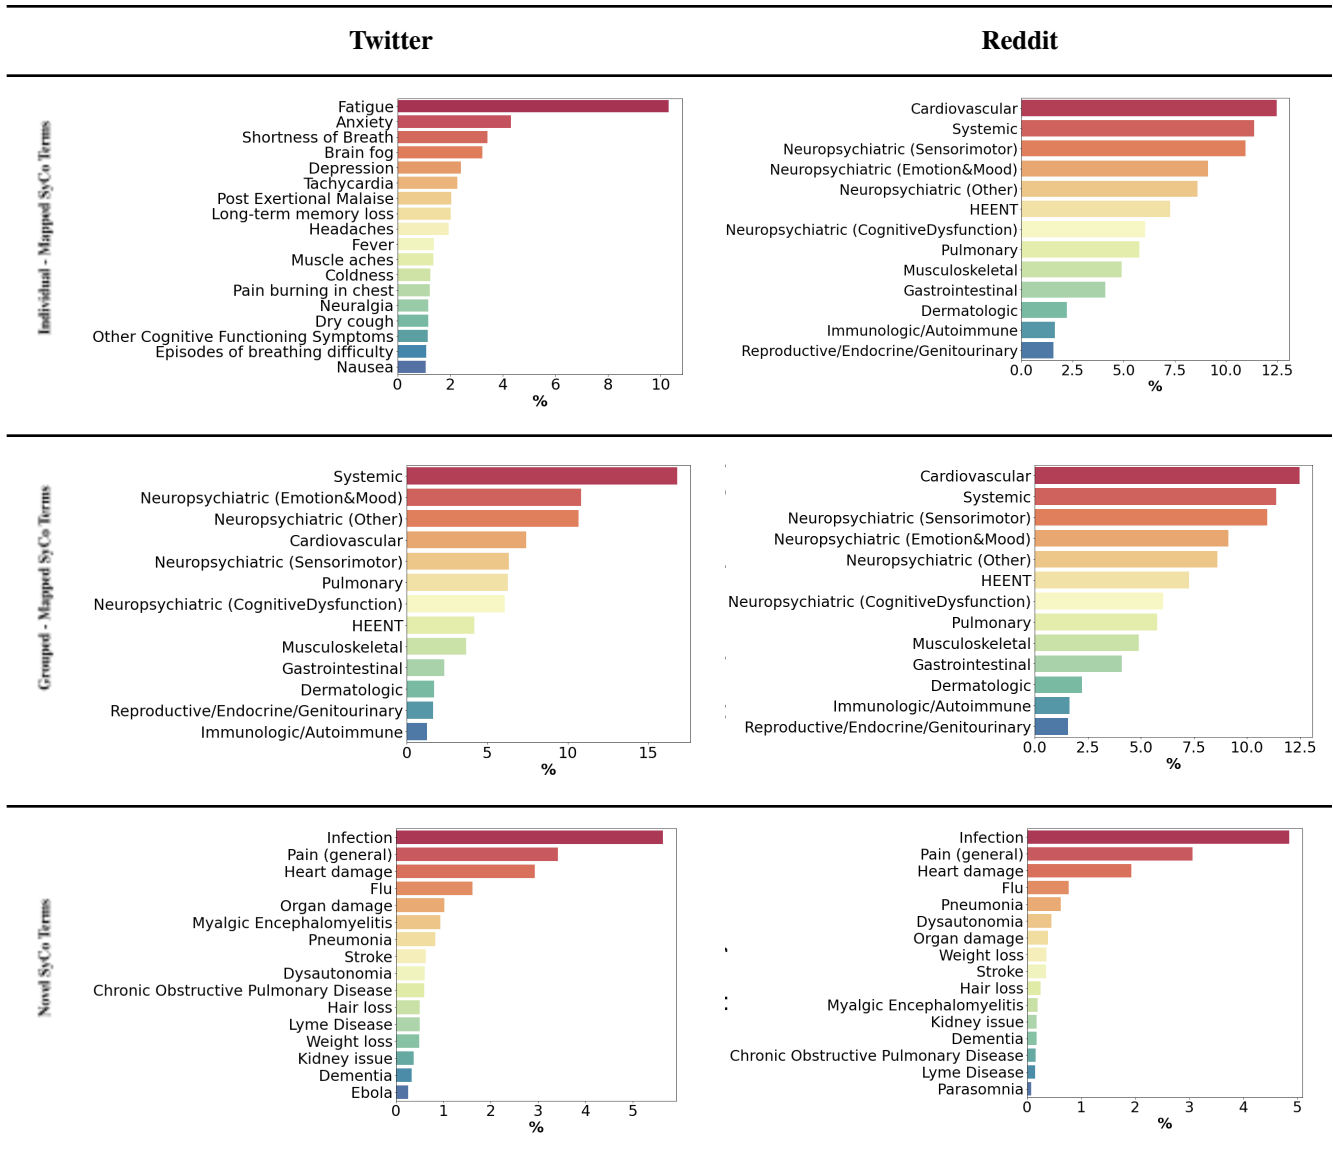 Twitter
Reddit
Individual - Mapped SyCo Terms
Fatigue
Anxiety
Shortness of Breath
Brain fog
Depression
Tachycardia
Post Exertional Malaise
Long-term memory loss
Headaches
Fever
Muscle aches
Coldness
Pain burning in chest
Neuralgia
Dry cough
Other Cognitive Functioning Symptoms
Episodes of breathing difficulty
Nausea
0 2 4 6 8 10
%
Cardiovascular
Systemic
Neuropsychiatric (Sensorimotor)
Neuropsychiatric (Emotion&Mood)
Neuropsychiatric (Other)
HEENT
Neuropsychiatric (CognitiveDysfunction)
Pulmonary
Musculoskeletal
Gastrointestinal
Dermatologic
Immunologic/Autoimmune
Reproductive/Endocrine/Genitourinary
0.0 2.5 5.0 7.5 10.0 12.5
%
Grouped - Mapped SyCo Terms
Systemic
Neuropsychiatric (Emotion&Mood)
Neuropsychiatric (Other)
Cardiovascular
Neuropsychiatric (Sensorimotor)
Pulmonary
Neuropsychiatric (CognitiveDysfunction)
HEENT
Musculoskeletal
Gastrointestinal
Dermatologic
Reproductive/Endocrine/Genitourinary
Immunologic/Autoimmune
0 5 10 15
%
Cardiovascular
Systemic
Neuropsychiatric (Sensorimotor)
Neuropsychiatric (Emotion&Mood)
Neuropsychiatric (Other)
HEENT
Neuropsychiatric (CognitiveDysfunction)
Pulmonary
Musculoskeletal
Gastrointestinal
Dermatologic
Immunologic/Autoimmune
Reproductive/Endocrine/Genitourinary
0.0 2.5 5.0 7.5 10.0 12.5
%
Novel SyCo Terms
Infection
Pain (general)
Heart damage
Flu
Organ damage
Myalgic Encephalomyelitis
Pneumonia
Stroke
Dysautonomia
Chronic Obstructive Pulmonary Disease
Hair loss
Lyme Disease
Weight loss
Kidney issue
Dementia
Ebola
0 1 2 3 4 5
%
Infection
Pain (general)
Heart damage
Flu
Pneumonia
Dysautonomia
Organ damage
Weight loss
Stroke
Hair loss
Myalgic Encephalomyelitis
Kidney issue
Dementia
Chronic Obstructive Pulmonary Disease
Lyme Disease
Parasomnia
0 1 2 3 4 5
%